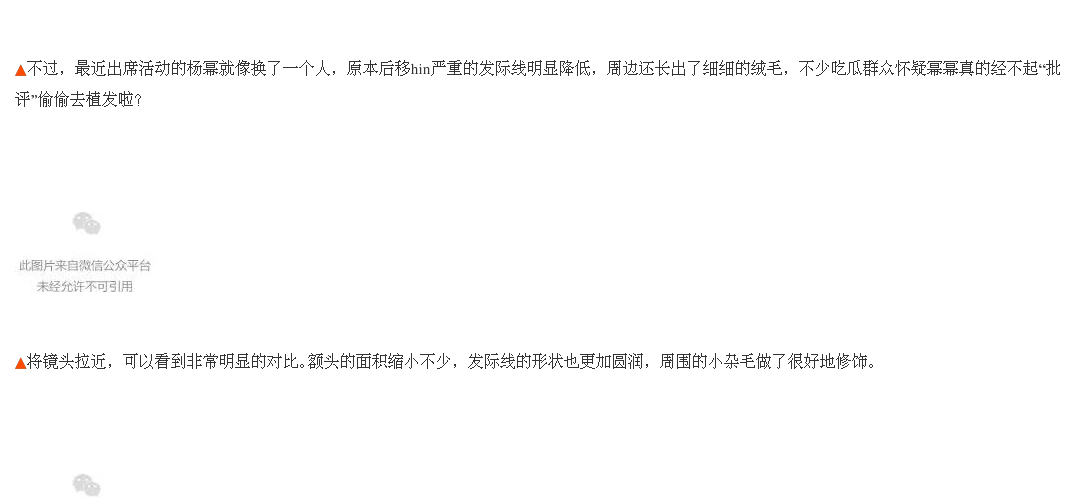 ▲不过，最近出席活动的杨幂就像换了一个人，原本后移hin严重的发际线明显降低，周边还长出了细细的绒毛，不少吃瓜群众怀疑幂幂真的经不起“批
评”偷偷去植发啦？
此图片来自微信公众平台
未经允许不可引用
▲将镜头拉近，可以看到非常明显的对比。额头的面积缩小不少，发际线的形状也更加圆润，周围的小杂毛做了很好地修饰。